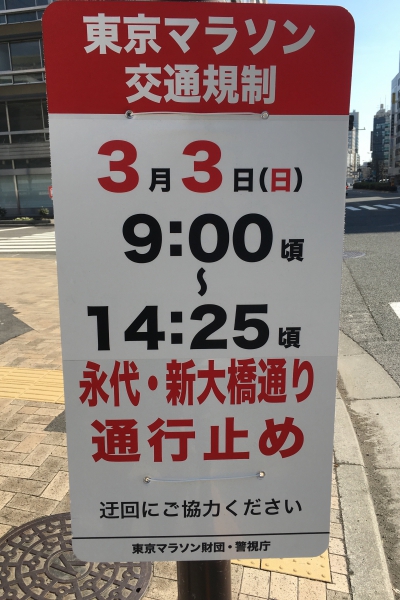 東京マラソン
交通規制
3月3日(日)
9:00頃
～
14:25頃
永代・新大橋通り
通行止め
迂回にご協力ください
東京マラソン財団・警視庁